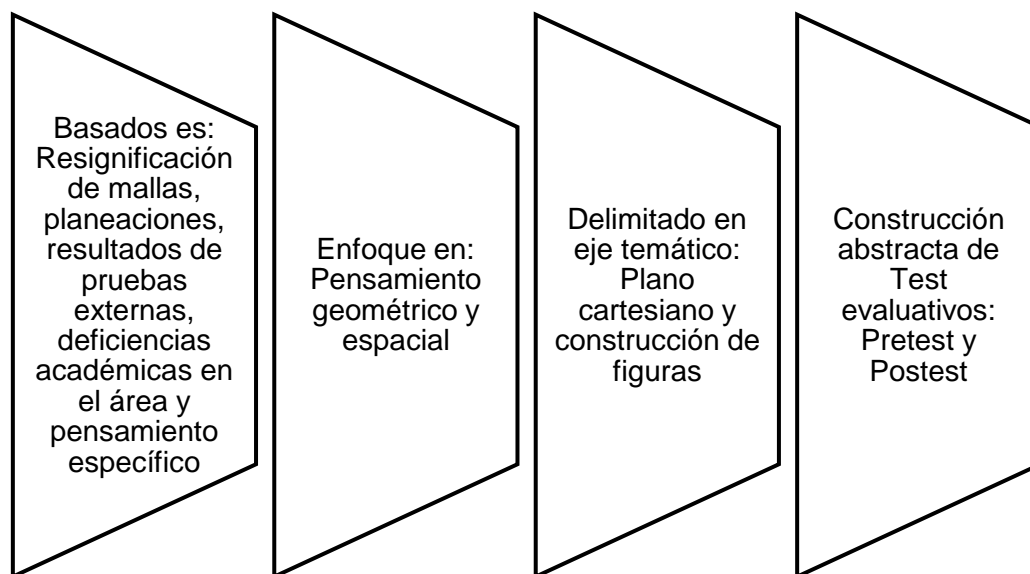 Basados es:
Resignificación
de mallas,
planeaciones,
resultados de
pruebas
externas,
deficiencias
académicas en
el área y
pensamiento
específico
Enfoque en:
Pensamiento
geométrico y
espacial
Delimitado en
eje temático:
Plano
cartesiano y
construcción de
figuras
Construcción
abstracta de
Test
evaluativos:
Pretest y
Postest